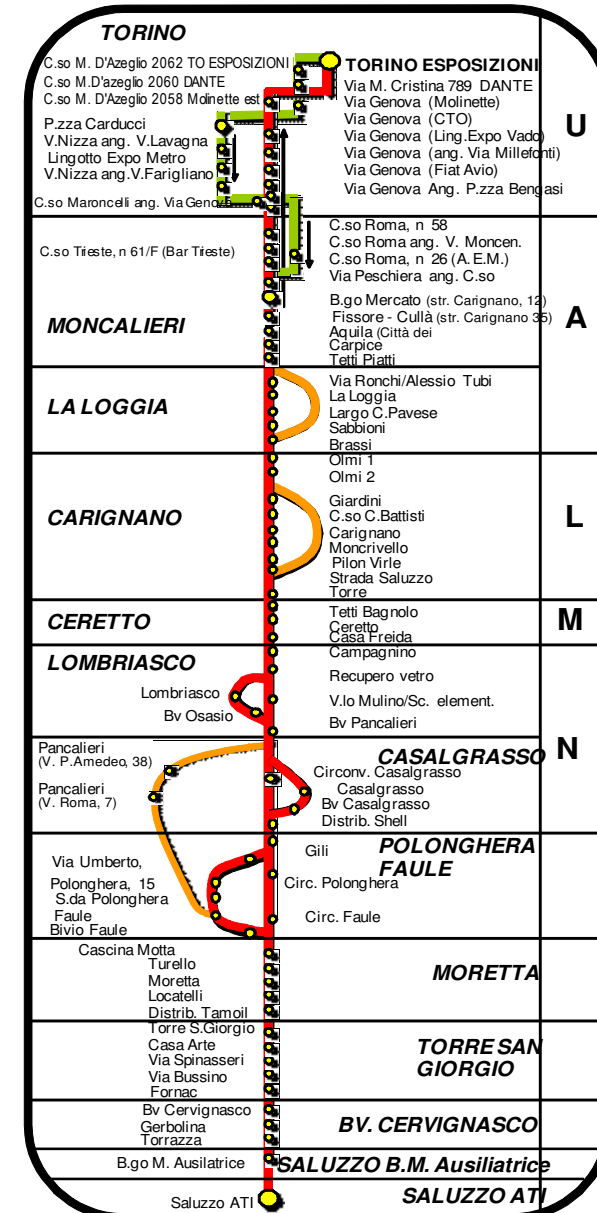 TORINO
C.so M. D'Azeglio 2062 TO ESPOSIZIONI
C.so M.D'azeglio 2060 DANTE
C.so M. D'Azeglio 2058 Molinette est
P.zza Carducci
V.Nizza ang. V.Lavagna
Lingotto Expo Metro
V.Nizza ang.V.Farigliano
C.so Maroncelli ang. Via Genova
TORINO ESPOSIZIONI
Via M. Cristina 789 DANTE
Via Genova (Molinette)
Via Genova (CTO)
Via Genova (Ling.Expo Vado)
Via Genova (ang. Via Millefonti)
Via Genova (Fiat Avio)
Via Genova Ang. P.zza Bengasi
U
C.so Trieste, n 61/F (Bar Trieste)
MONCALIERI
C.so Roma, n 58
C.so Roma ang. V. Moncen.
C.so Roma, n 26 (A.E.M.)
Via Peschiera ang. C.so
B.go Mercato (str. Carignano, 12)
Fissore - Cullà (str. Carignano 35)
Aquila (Città dei
Carpice
Tetti Piatti
A
LA LOGGIA
Via Ronchi/Alessio Tubi
La Loggia
Largo C.Pavese
Sabbioni
Brassi
CARIGNANO
Olmi 1
Olmi 2
Giardini
C.so C.Battisti
Carignano
Moncrivello
Pilon Virle
Strada Saluzzo
Torre
L
CERETTO
Tetti Bagnolo
Ceretto
Casa Freida
M
LOMBRIASCO
Lombriasco
Bv Osasio
Campagnino
Recupero vetro
V.lo Mulino/Sc. element.
Bv Pancalieri
N
Pancalieri
(V. P.Amedeo, 38)
Pancalieri
(V. Roma, 7)
CASALGRASSO
Circonv. Casalgrasso
Casalgrasso
Bv Casalgrasso
Distrib. Shell
Via Umberto,
Polonghera, 15
S.da Polonghera
Faule
Bivio Faule
POLONGHERA
FAULE
Gili
Circ. Polonghera
Circ. Faule
Cascina Motta
Turello
Moretta
Locatelli
Distrib. Tamoil
MORETTA
Torre S.Giorgio
Casa Arte
Via Spinasseri
Via Bussino
Fornac
TORRE SAN
GIORGIO
Bv Cervignasco
Gerbolina
Torrazza
BV. CERVIGNASCO
B.go M. Ausilatrice
SALUZZO B.M. Ausiliatrice
Saluzzo ATI
SALUZZO ATI